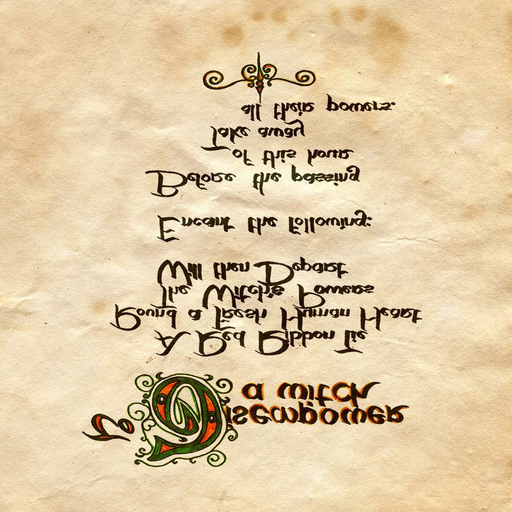 To Disempower
a witch
A Red Ribbon Tie
Round a Fresh Human Heart
The Witch's Powers
Will then Depart
Encant the following:
Before the passing
of this hour
Take away
all their powers.